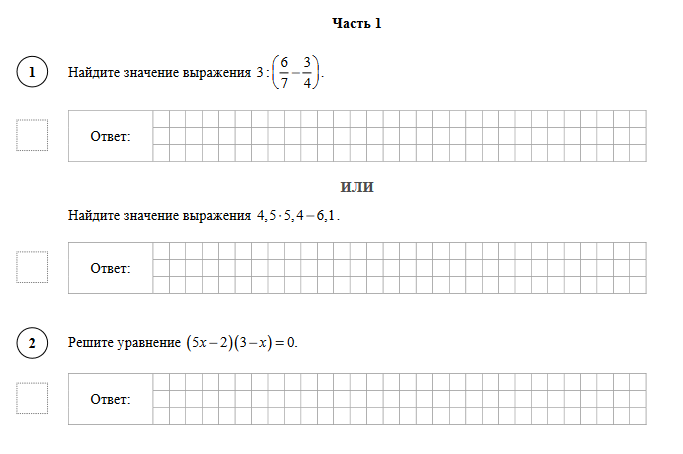 Часть 1
1 Найдите значение выражения 3 : (6/7 − 3/4).
Ответ:
ИЛИ
Найдите значение выражения 4,5 · 5,4 − 6,1.
Ответ:
2 Решите уравнение (5x − 2)(3 − x) = 0.
Ответ: